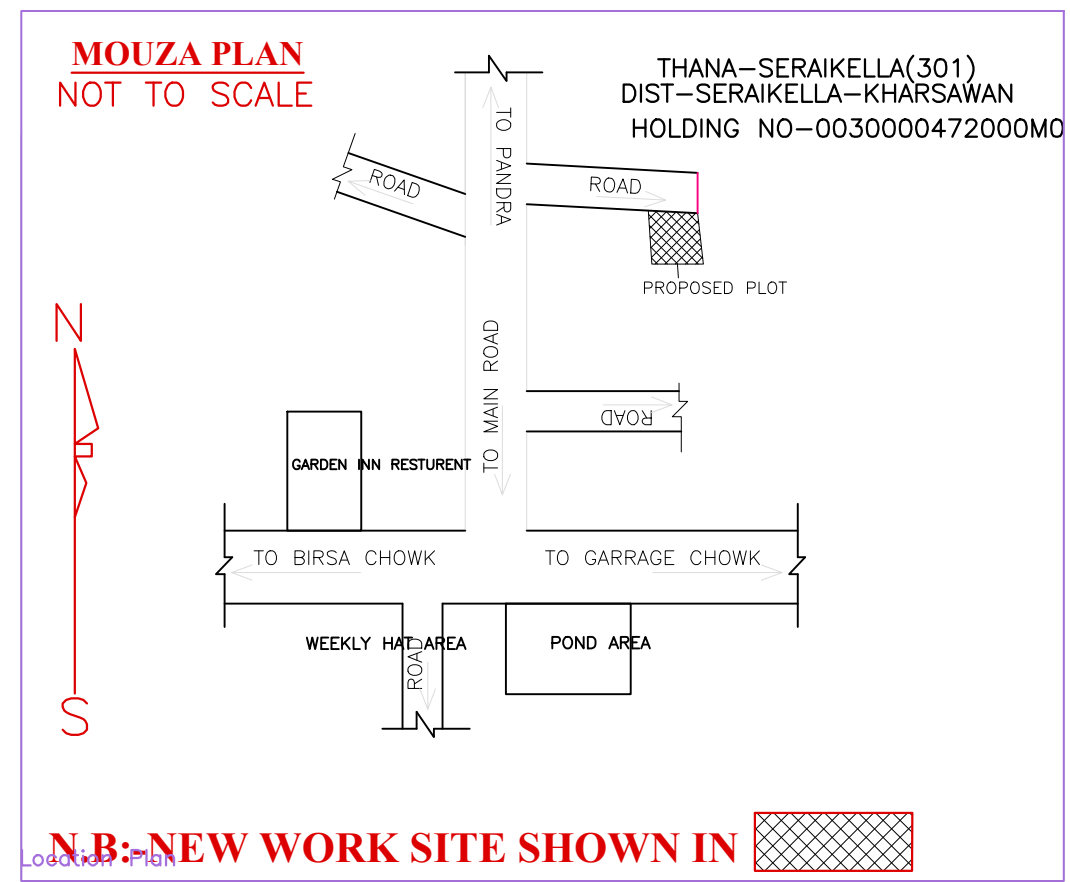 MOUZA PLAN
NOT TO SCALE
THANA-SERAIKELLA(301)
DIST-SERAIKELLA-KHARSAWAN
HOLDING NO-0030000472000M0
TO PANDRA
ROAD
ROAD
PROPOSED PLOT
N
TO MAIN ROAD
ROAD
GARDEN INN RESTURENT
TO BIRSA CHOWK
TO GARRAGE CHOWK
WEEKLY HAT AREA
ROAD
POND AREA
S
N.B:-NEW WORK SITE SHOWN IN
Location Plan